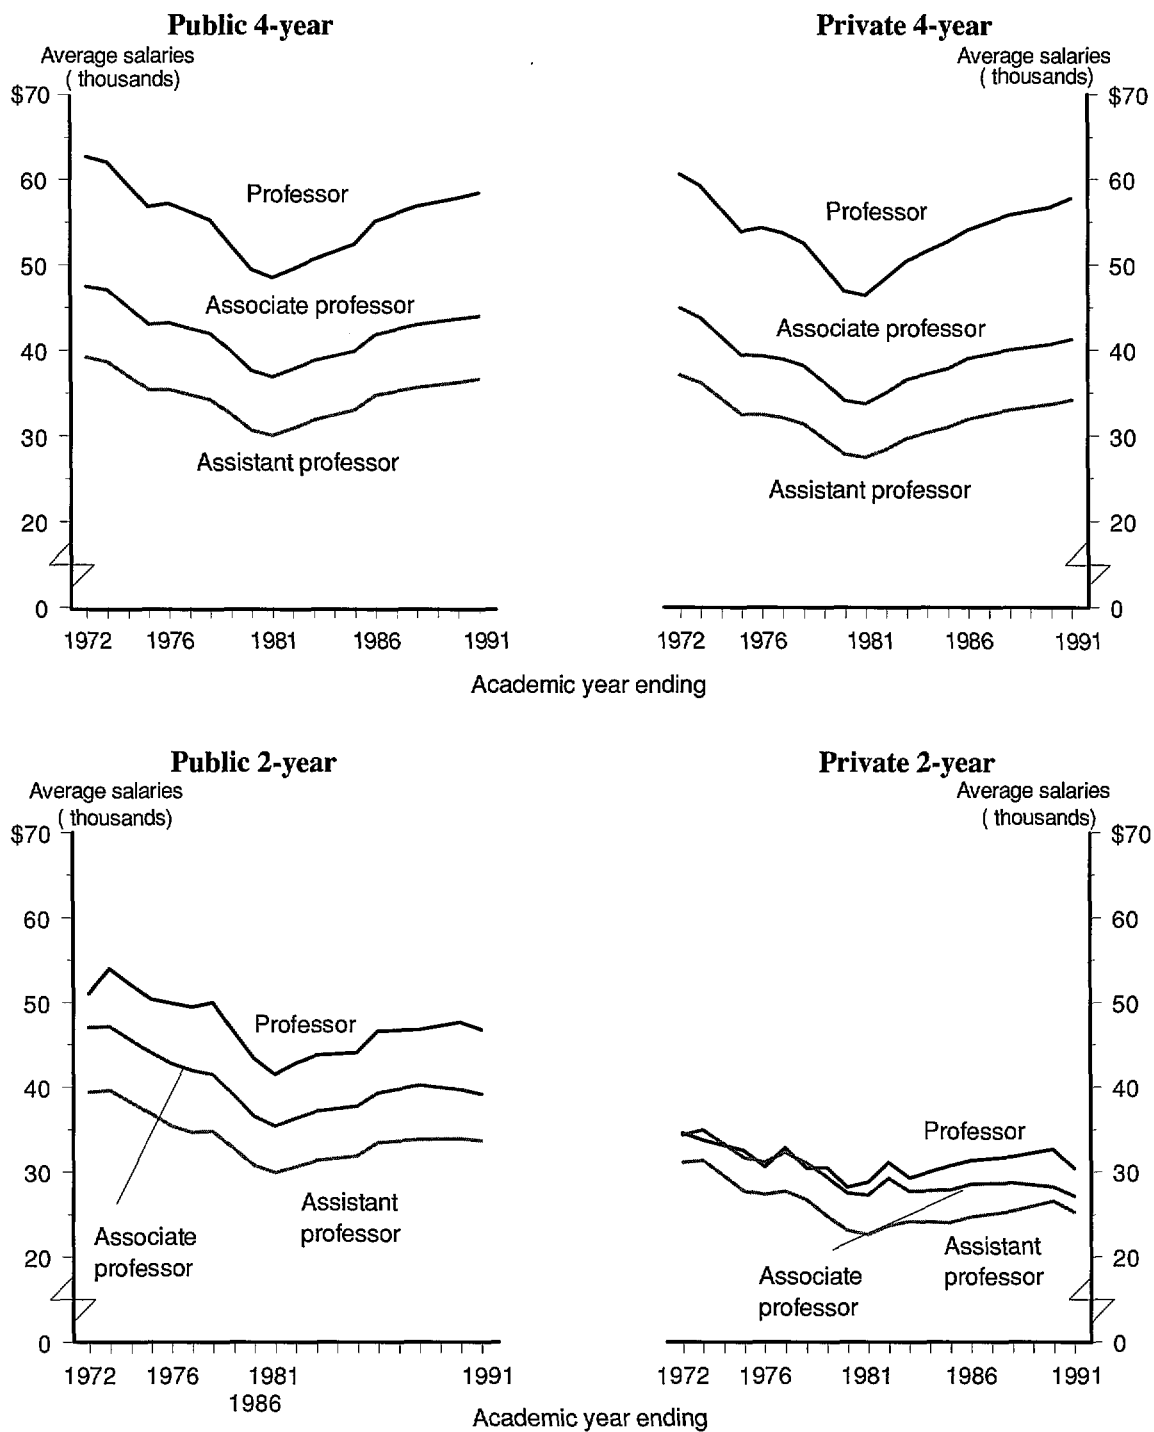 Public 4-year
Average salaries
( thousands)
$70
60
50
40
30
20
0
Professor
Associate professor
Assistant professor
1972 1976 1981 1986 1991
Private 4-year
Average salaries
( thousands)
$70
60
50
40
30
20
0
Professor
Associate professor
Assistant professor
1972 1976 1981 1986 1991
Academic year ending
Public 2-year
Average salaries
( thousands)
$70
60
50
40
30
20
0
Professor
Assistant
professor
Associate
professor
1972 1976 1981 1991
1986
Private 2-year
Average salaries
( thousands)
$70
60
50
40
30
20
0
Professor
Assistant
professor
Associate
professor
1972 1976 1981 1986 1991
Academic year ending